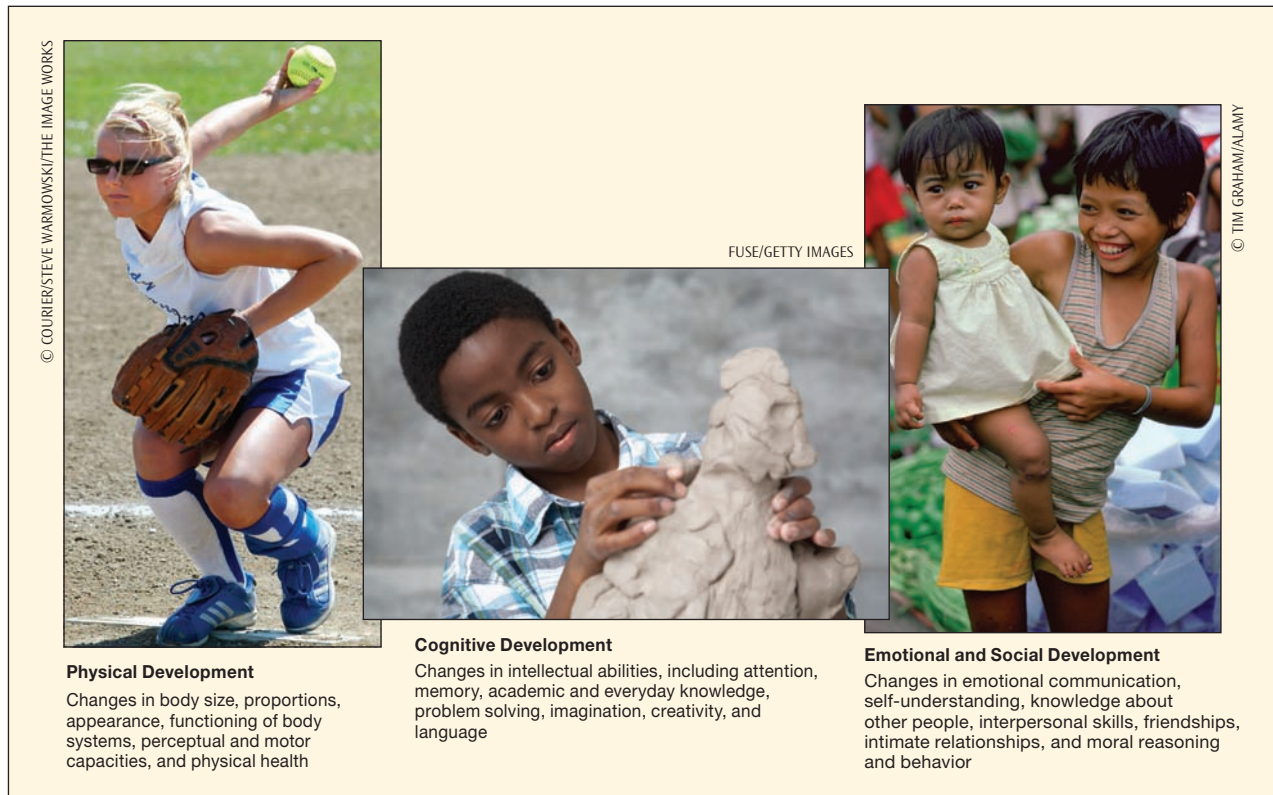 © COURIER/STEVE WARMOWSKI/THE IMAGE WORKS
Physical Development
Changes in body size, proportions,
appearance, functioning of body
systems, perceptual and motor
capacities, and physical health
FUSE/GETTY IMAGES
Cognitive Development
Changes in intellectual abilities, including attention,
memory, academic and everyday knowledge,
problem solving, imagination, creativity, and
language
© TIM GRAHAM/ALAMY
Emotional and Social Development
Changes in emotional communication,
self-understanding, knowledge about
other people, interpersonal skills, friendships,
intimate relationships, and moral reasoning
and behavior